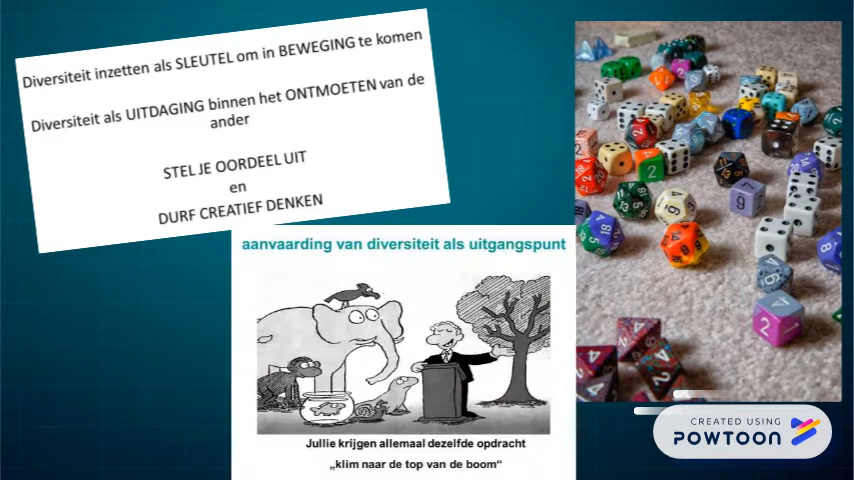 Diversiteit inzetten als SLEUTEL om in BEWEGING te komen
Diversiteit als UITDAGING binnen het ONTMOETEN van de
ander
STEL JE OORDEEL UIT
en
DURF CREATIEF DENKEN
aanvaarding van diversiteit als uitgangspunt
Jullie krijgen allemaal dezelfde opdracht
„klim naar de top van de boom“
CREATED USING
POWTOON